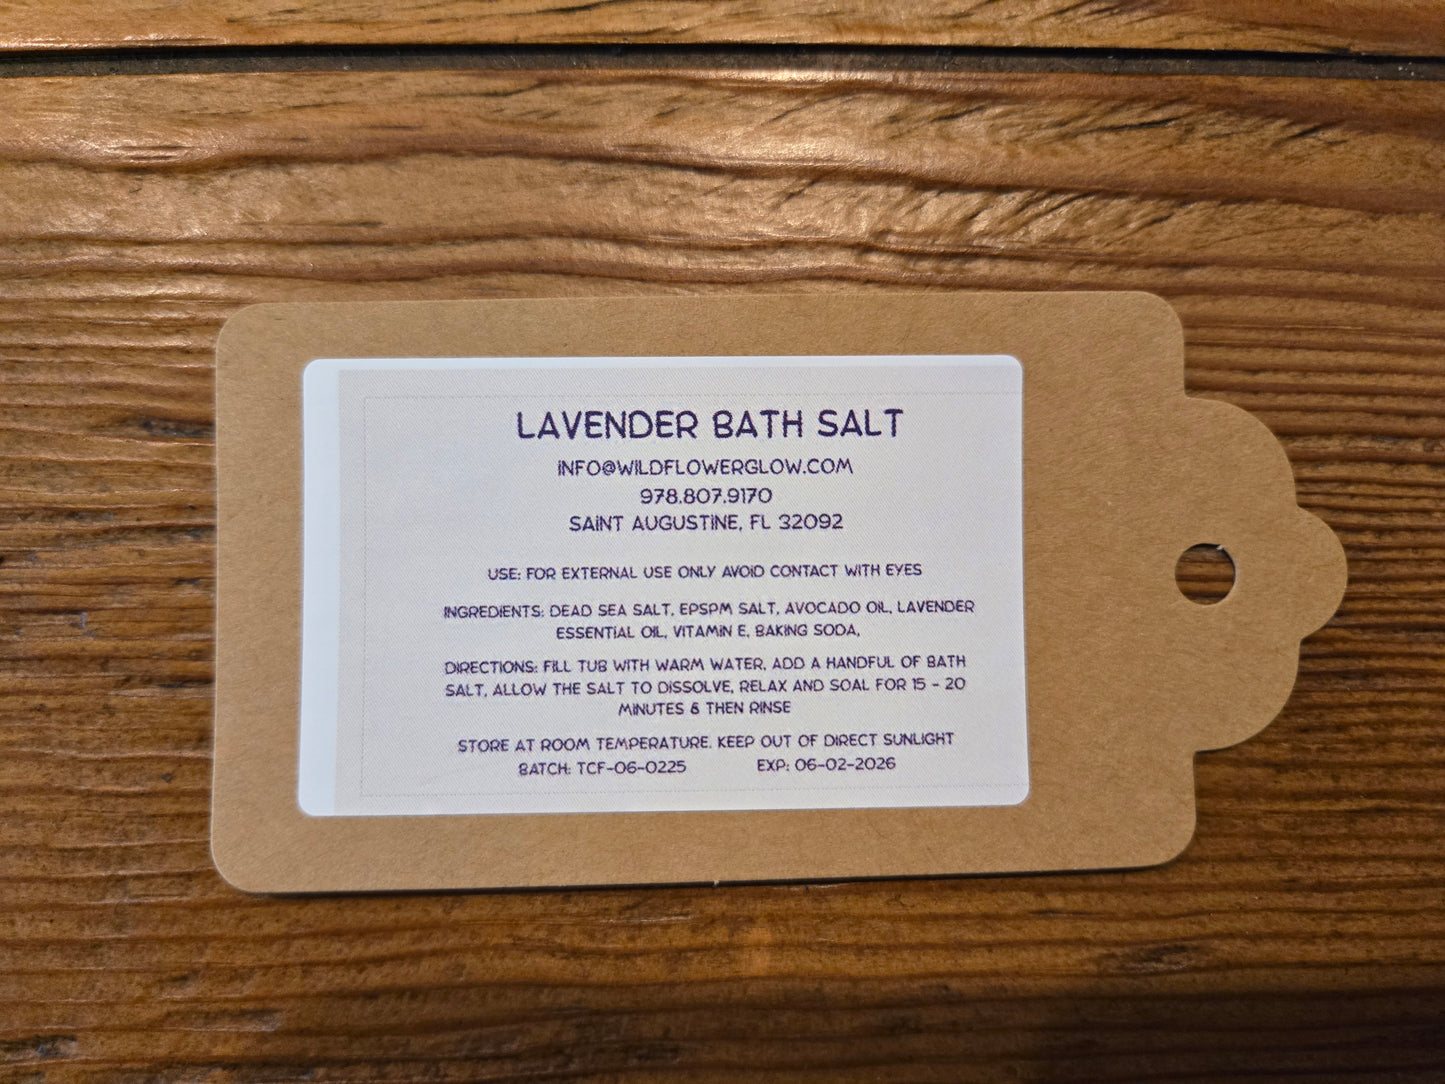 LAVENDER BATH SALT
INFO@WILDFLOWERGLOW.COM
978.807.9170
SAINT AUGUSTINE, FL 32092
USE: FOR EXTERNAL USE ONLY AVOID CONTACT WITH EYES
INGREDIENTS: DEAD SEA SALT, EPSPM SALT, AVOCADO OIL, LAVENDER
ESSENTIAL OIL, VITAMIN E, BAKING SODA,
DIRECTIONS: FILL TUB WITH WARM WATER, ADD A HANDFUL OF BATH
SALT, ALLOW THE SALT TO DISSOLVE, RELAX AND SOAL FOR 15 - 20
MINUTES & THEN RINSE
STORE AT ROOM TEMPERATURE. KEEP OUT OF DIRECT SUNLIGHT
BATCH: TCF-06-0225 EXP: 06-02-2026